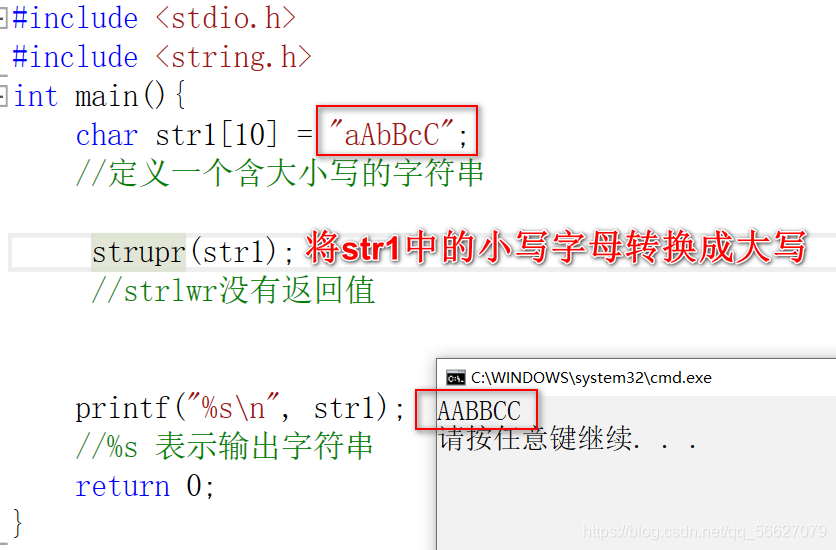 #include <stdio.h>
#include <string.h>
int main(){
char str1[10] = "aAbBcC";
//定义一个含大小写的字符串
strupr(str1); 将str1中的小写字母转换成大写
//strlwr没有返回值
C:\WINDOWS\system32\cmd.exe
printf("%s\n", str1); AABBCC
请按任意键继续. . .
//%s 表示输出字符串
return 0;
}
https://blog.csdn.net/qq_56627079